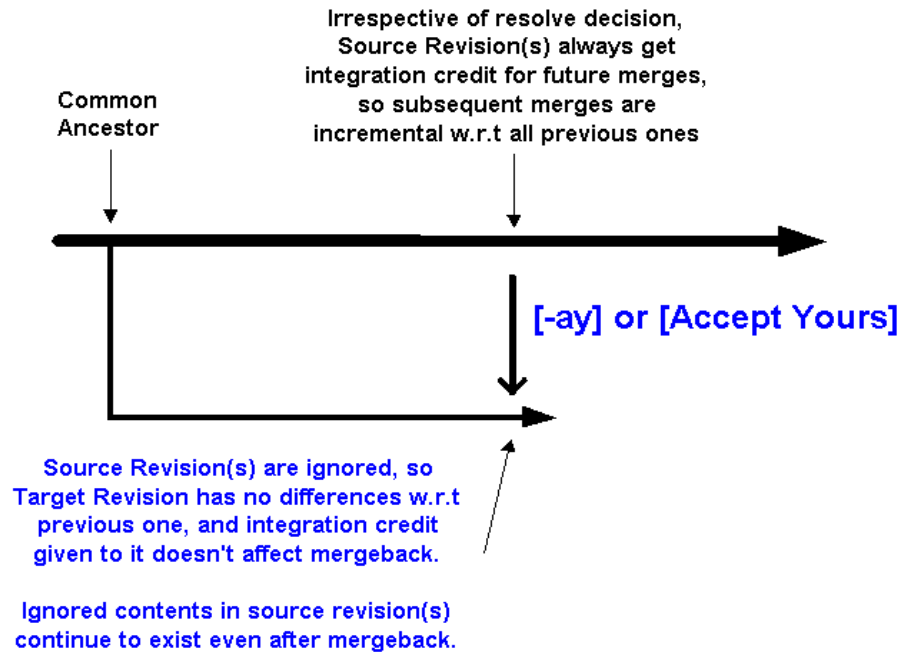 Irrespective of resolve decision,
Source Revision(s) always get
integration credit for future merges,
so subsequent merges are
incremental w.r.t all previous ones
Common
Ancestor
[-ay] or [Accept Yours]
Source Revision(s) are ignored, so
Target Revision has no differences w.r.t
previous one, and integration credit
given to it doesn't affect mergeback.
Ignored contents in source revision(s)
continue to exist even after mergeback.